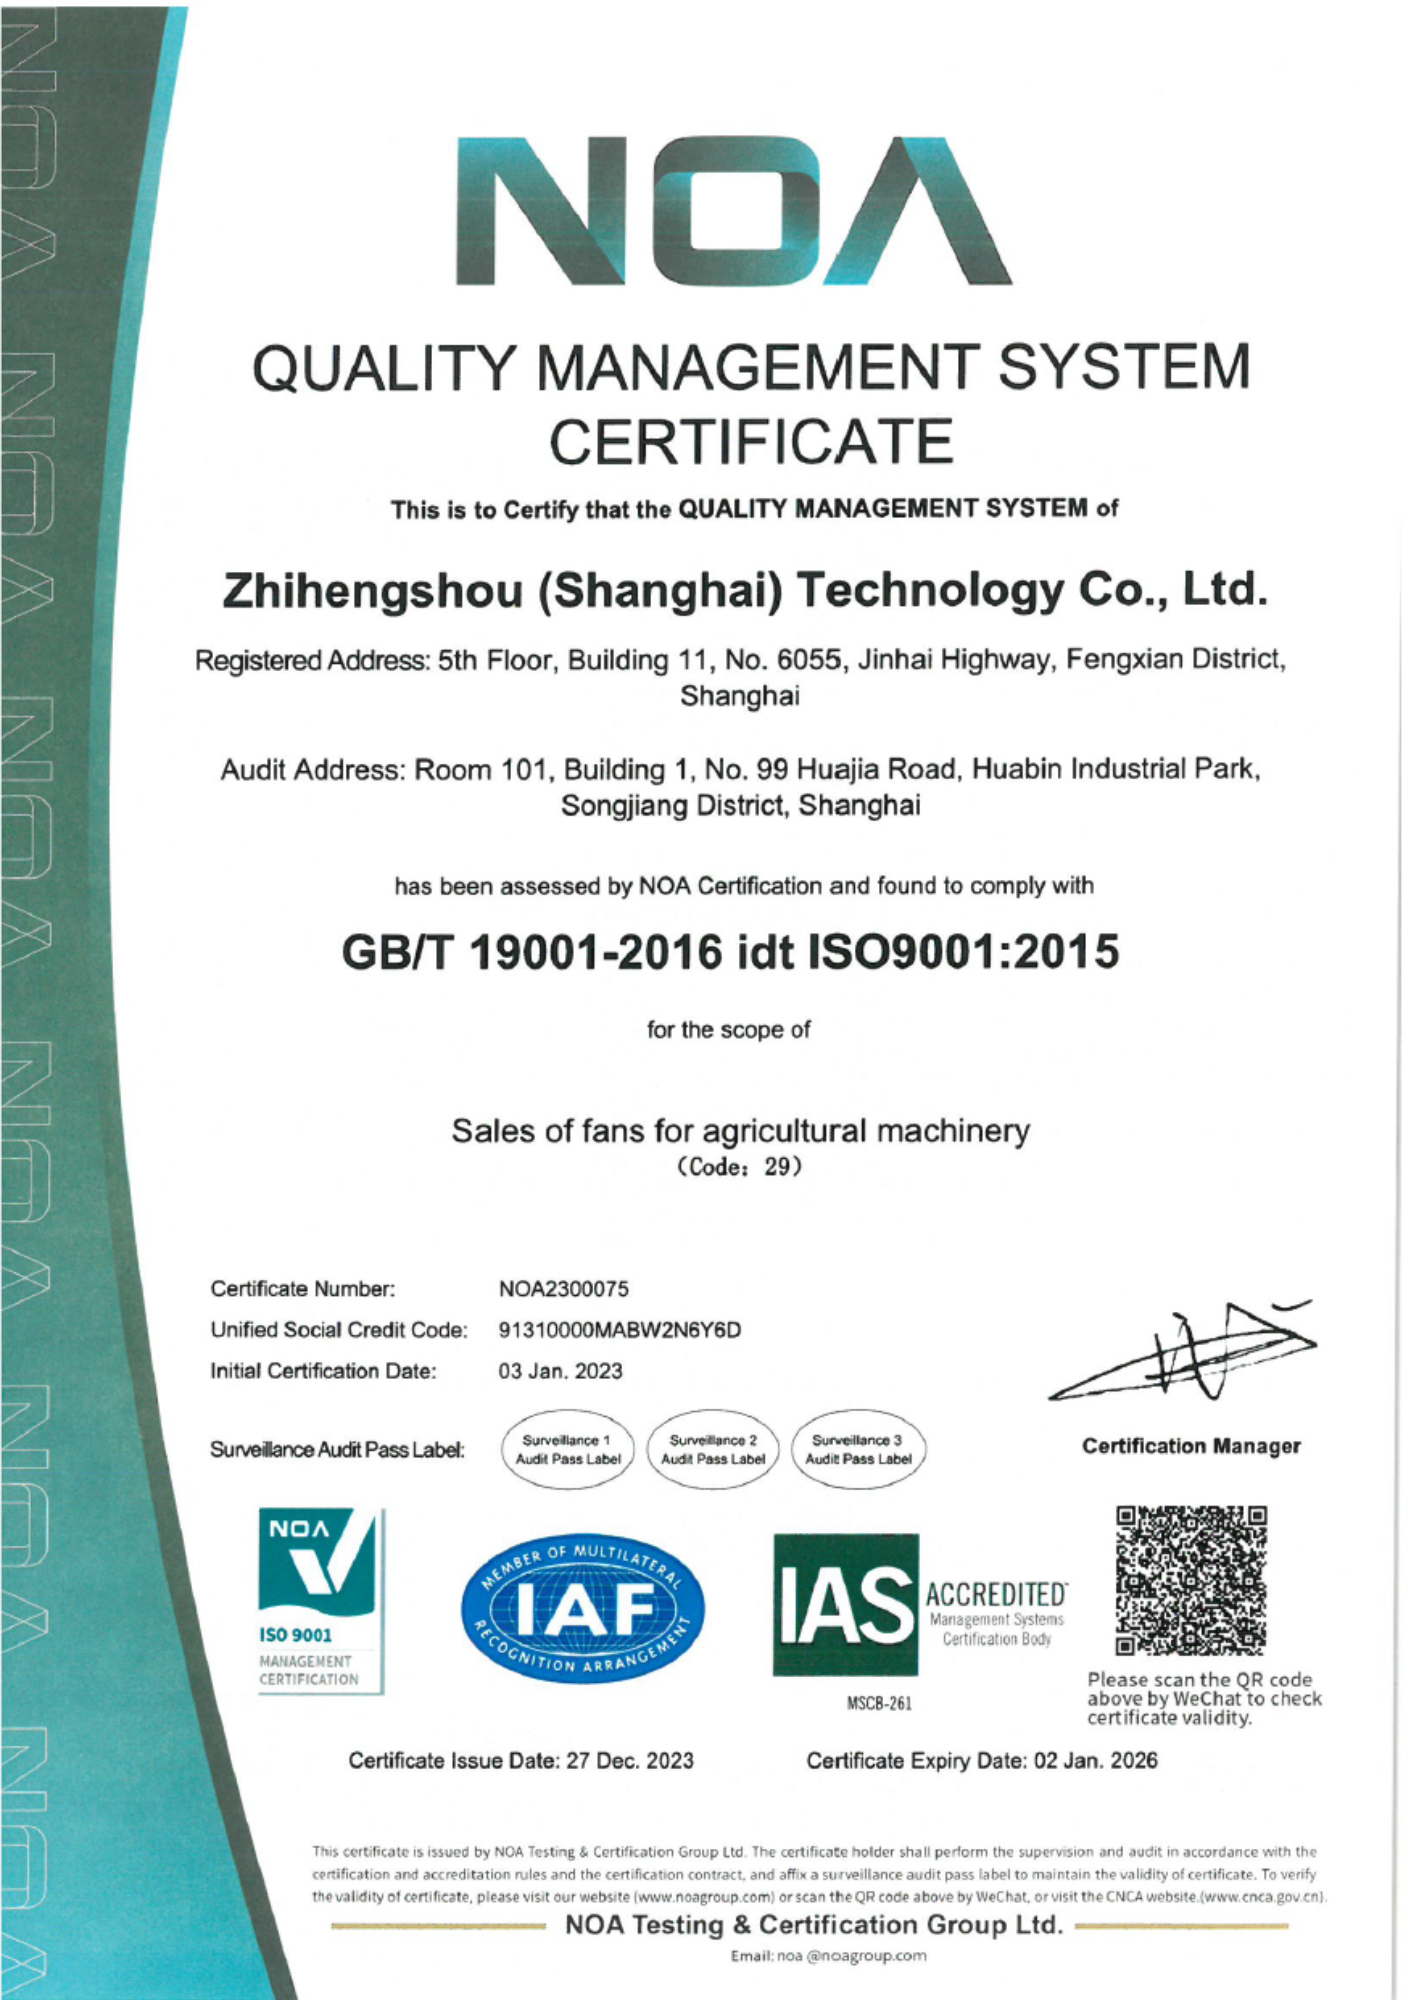 NOA
QUALITY MANAGEMENT SYSTEM
CERTIFICATE
This is to Certify that the QUALITY MANAGEMENT SYSTEM of
Zhihengshou (Shanghai) Technology Co., Ltd.
Registered Address: 5th Floor, Building 11, No. 6055, Jinhai Highway, Fengxian District,
Shanghai
Audit Address: Room 101, Building 1, No. 99 Huajia Road, Huabin Industrial Park,
Songjiang District, Shanghai
has been assessed by NOA Certification and found to comply with
GB/T 19001-2016 idt ISO9001:2015
for the scope of
Sales of fans for agricultural machinery
(Code: 29)
Certificate Number: NOA2300075
Unified Social Credit Code: 91310000MABW2N6Y6D
Initial Certification Date: 03 Jan. 2023
Surveillance Audit Pass Label:
Surveillance 1
Audit Pass Label
Surveillance 2
Audit Pass Label
Surveillance 3
Audit Pass Label
Certification Manager
NOA
ISO 9001
MANAGEMENT
CERTIFICATION
MEMBER OF MULTILATERAL
IAF
RECOGNITION ARRANGEMENT
IAS
ACCREDITED™
Management Systems
Certification Body
MSCB-261
Please scan the QR code
above by WeChat to check
certificate validity.
Certificate Issue Date: 27 Dec. 2023
Certificate Expiry Date: 02 Jan. 2026
This certificate is issued by NOA Testing & Certification Group Ltd. The certificate holder shall perform the supervision and audit in accordance with the
certification and accreditation rules and the certification contract, and affix a surveillance audit pass label to maintain the validity of certificate. To verify
the validity of certificate, please visit our website (www.noagroup.com) or scan the QR code above by WeChat, or visit the CNCA website.(www.cnca.gov.cn).
NOA Testing & Certification Group Ltd.
Email: noa @noagroup.com